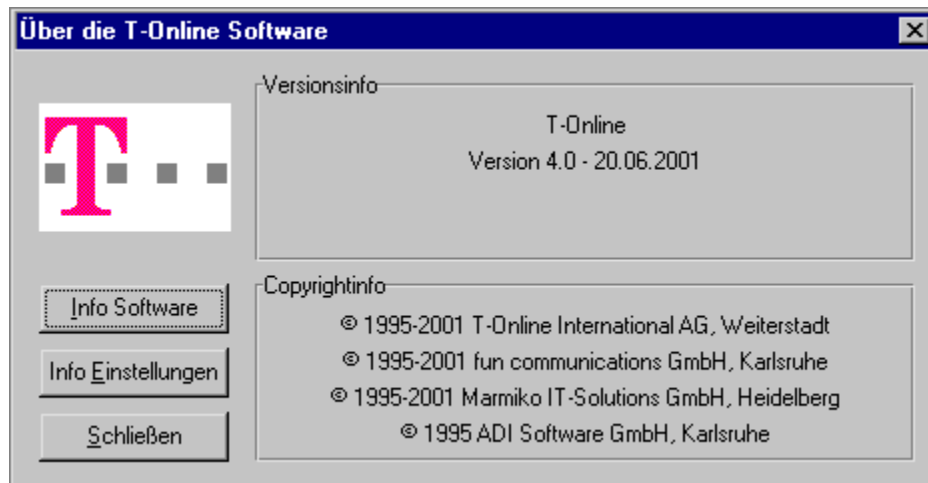 Über die T-Online Software
Versionsinfo
T-Online
Version 4.0 - 20.06.2001
T
Info Software
Info Einstellungen
Schließen
Copyrightinfo
© 1995-2001 T-Online International AG, Weiterstadt
© 1995-2001 fun communications GmbH, Karlsruhe
© 1995-2001 Marmiko IT-Solutions GmbH, Heidelberg
© 1995 ADI Software GmbH, Karlsruhe